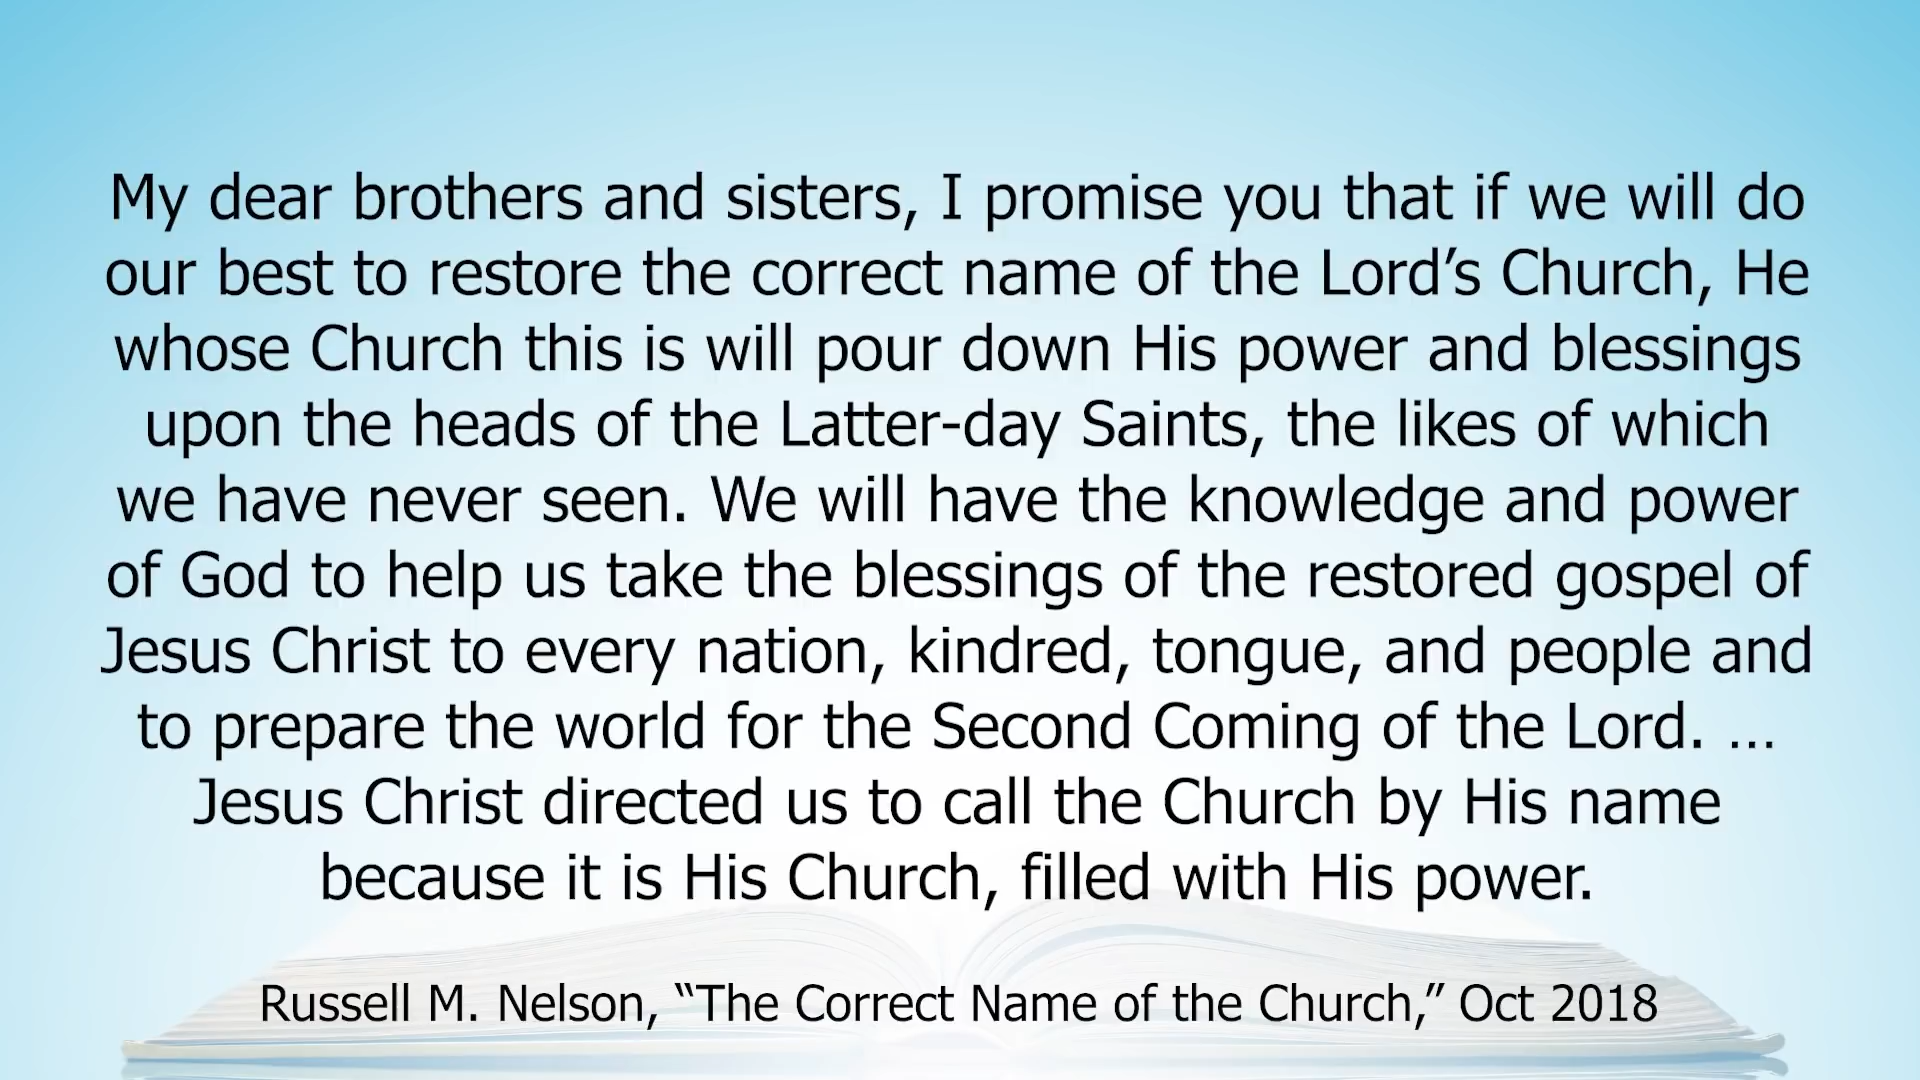 My dear brothers and sisters, I promise you that if we will do
our best to restore the correct name of the Lord’s Church, He
whose Church this is will pour down His power and blessings
upon the heads of the Latter-day Saints, the likes of which
we have never seen. We will have the knowledge and power
of God to help us take the blessings of the restored gospel of
Jesus Christ to every nation, kindred, tongue, and people and
to prepare the world for the Second Coming of the Lord. …
Jesus Christ directed us to call the Church by His name
because it is His Church, filled with His power.
Russell M. Nelson, “The Correct Name of the Church,” Oct 2018